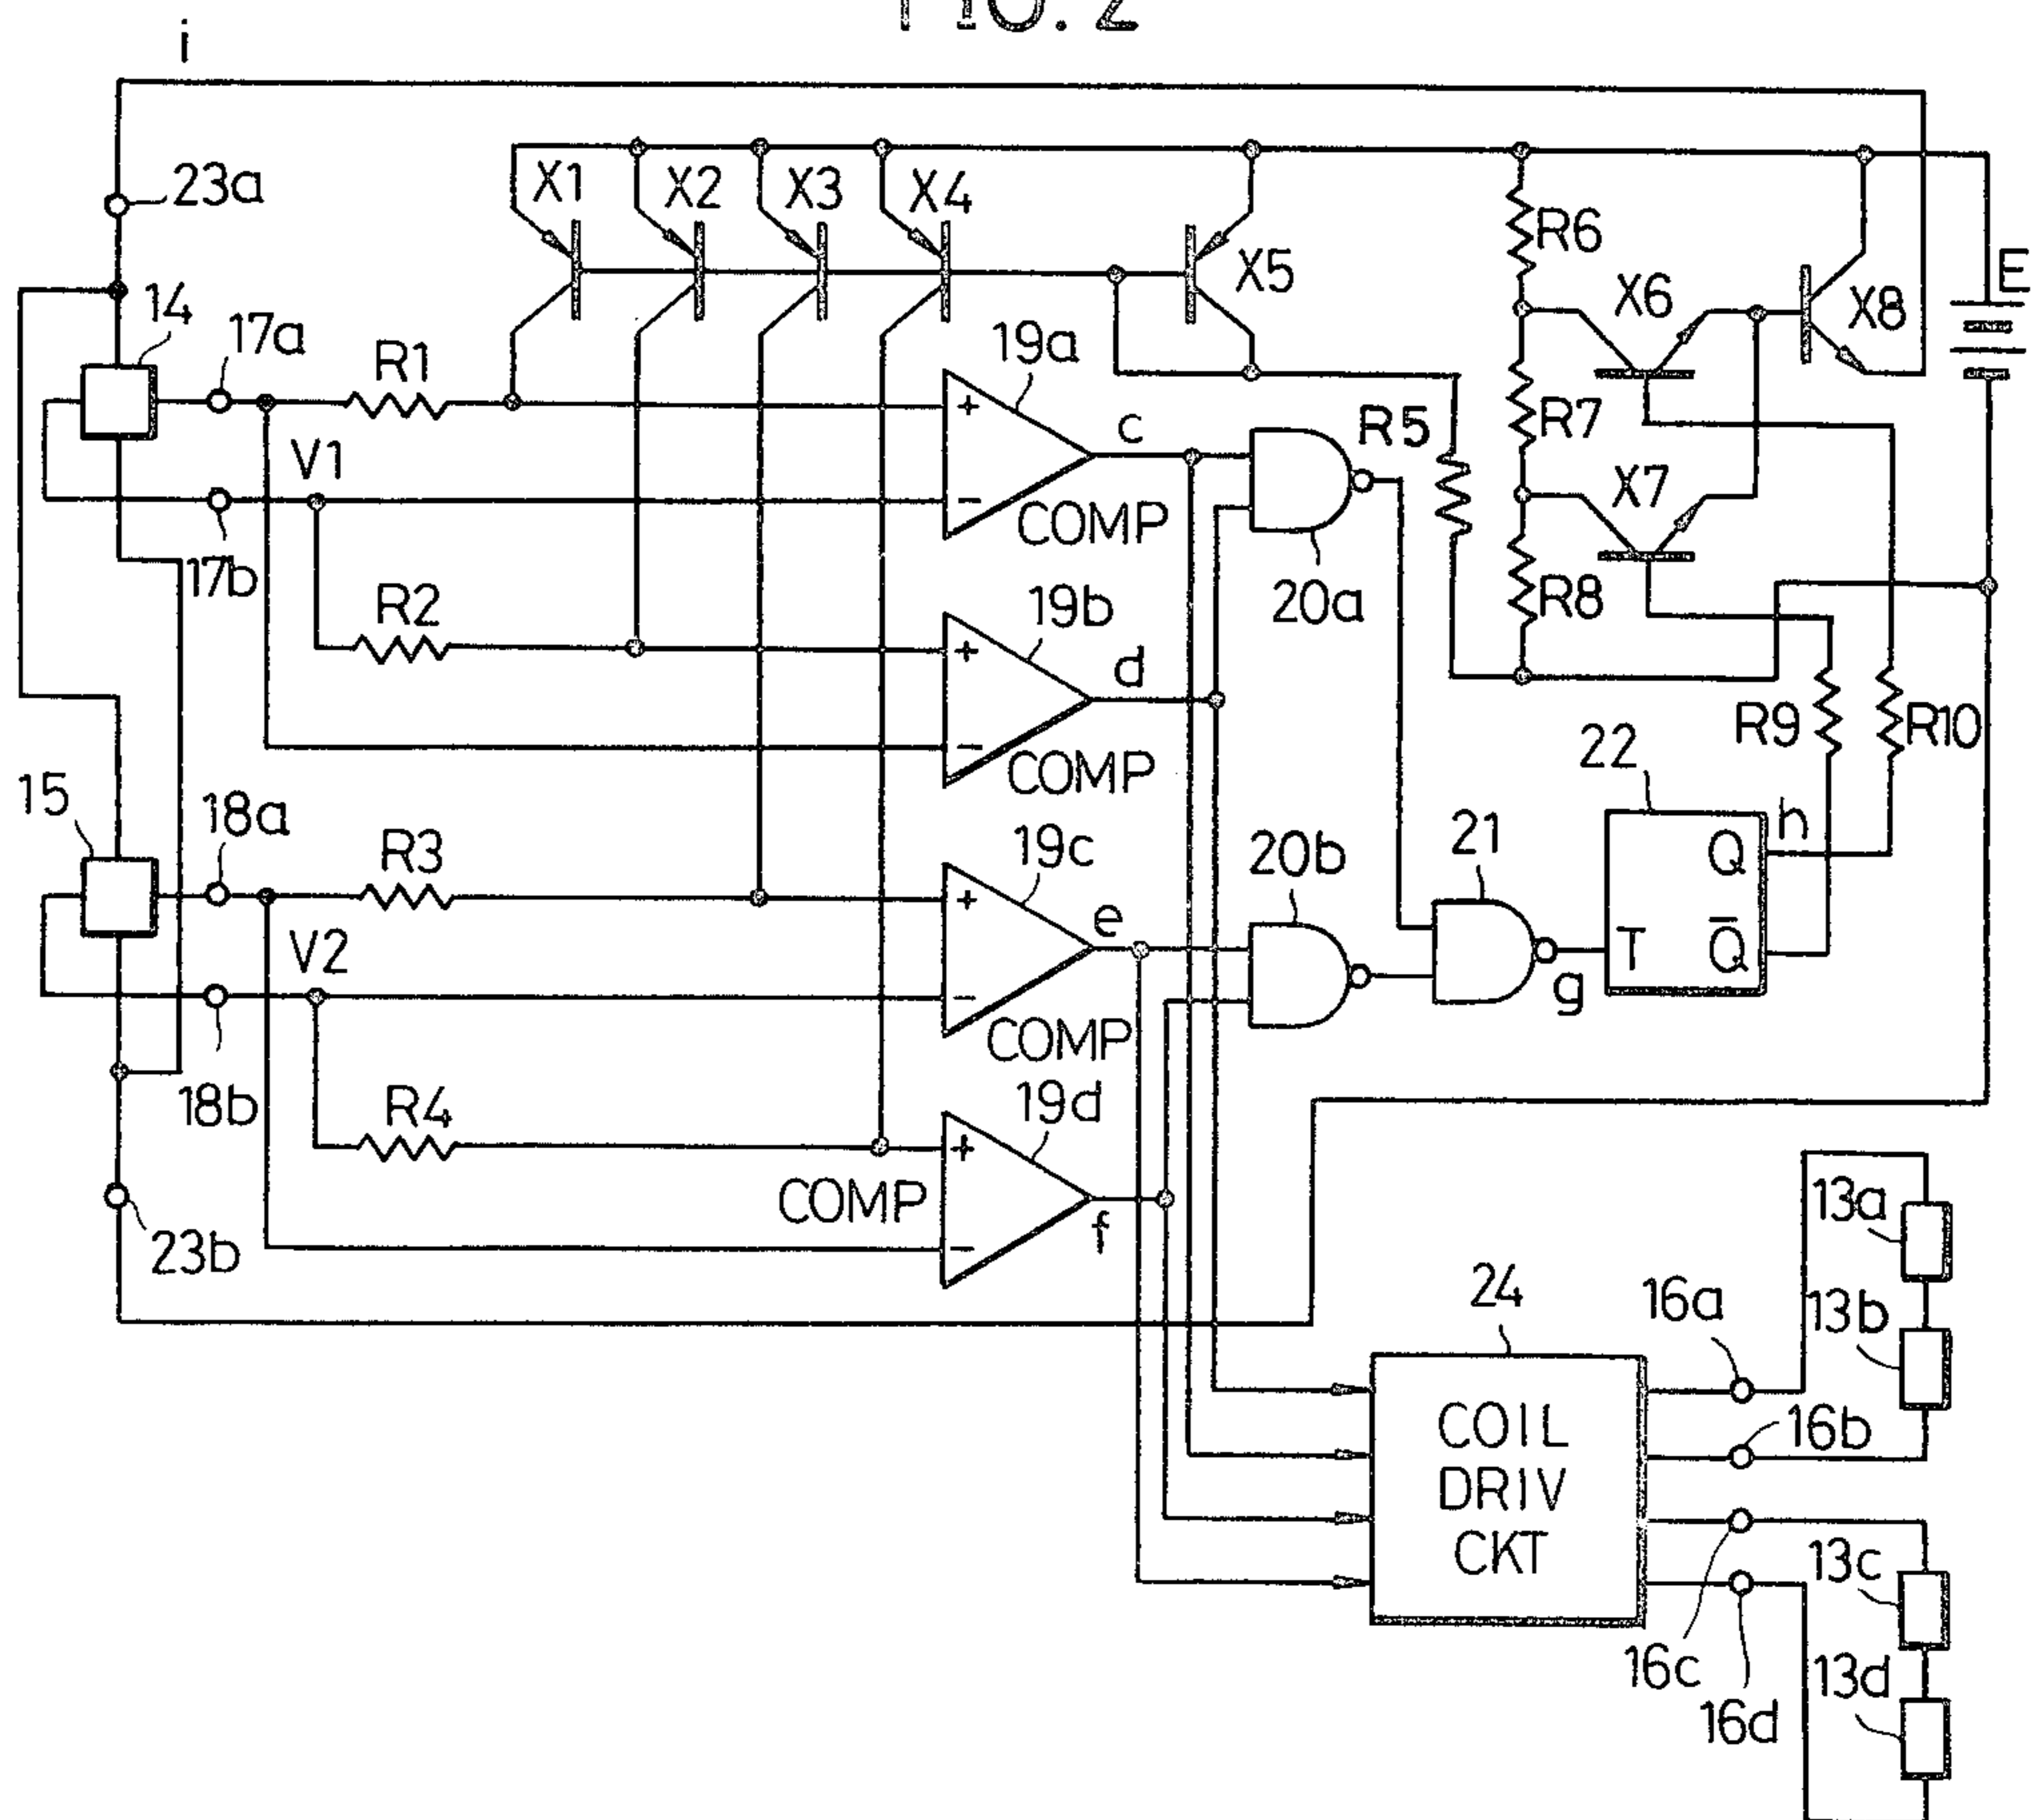 FIG. 2
i
23a
X1
X2
X3
X4
X5
R6
X6
X8
E
14
17a
R1
19a
+
c
R5
R7
V1
−
COMP
X7
17b
20a
R2
19b
R8
+
d
−
COMP
R9
R10
22
15
18a
R3
19c
20b
21
h
Q
+
e
V2
T
Q̄
−
g
COMP
18b
R4
19d
+
COMP
f
23b
−
13a
24
16a
13b
COIL
DRIV
CKT
16b
13c
16c
13d
16d